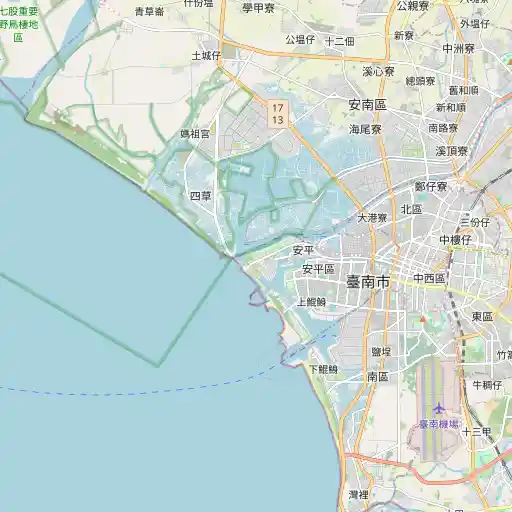 七股重要
野鳥棲地
區
青草崙
什份塭
學甲寮
公親寮
外塭仔
中洲寮
新寮
公塭仔
十二佃
土城仔
溪心寮
總頭寮
舊和順
17
13
安南區
新和順
媽祖宮
海尾寮
南路寮
溪頂寮
鄭仔寮
四草
大港寮
北區
三份仔
中樓仔
安平
安平區
臺南市
中西區
上鯤鯓
東區
鹽埕
下鯤鯓
南區
牛稠仔
臺南機場
十三甲
灣裡